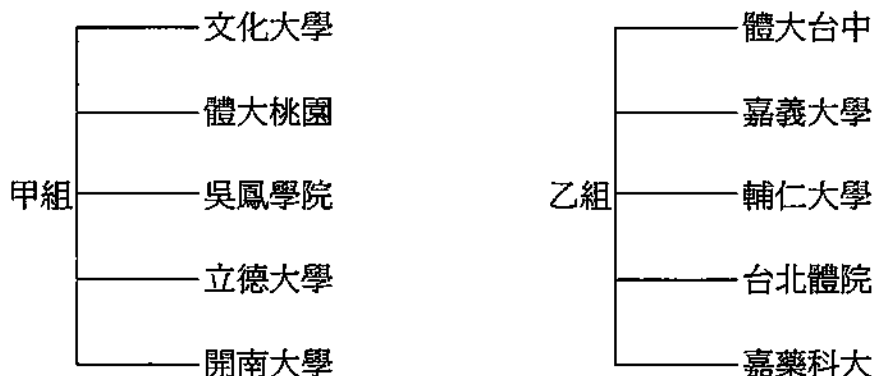 文化大學
體大桃園
甲組
吳鳳學院
立德大學
開南大學
體大台中
嘉義大學
乙組
輔仁大學
台北體院
嘉藥科大